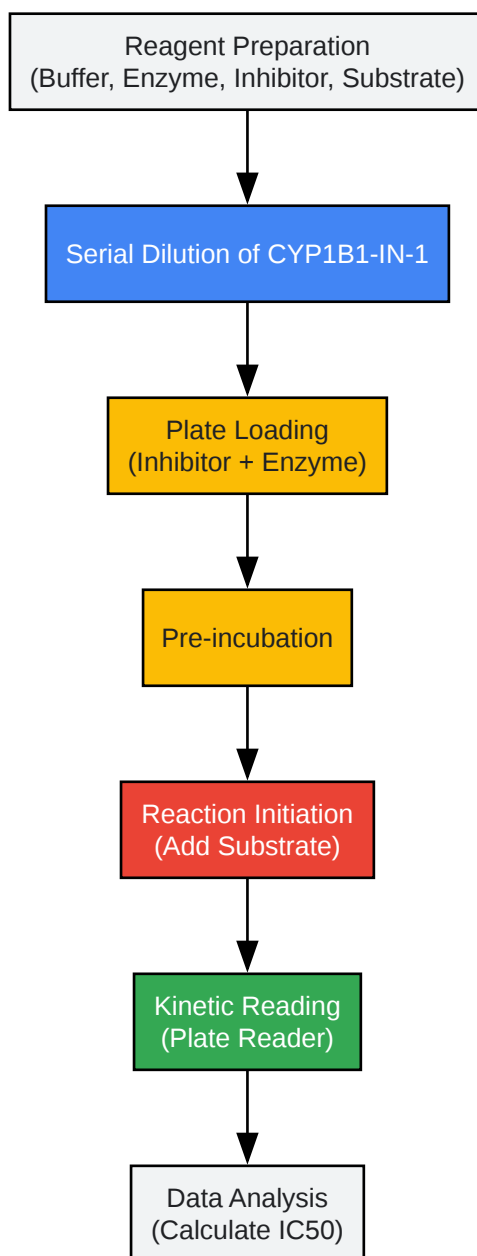 Reagent Preparation
(Buffer, Enzyme, Inhibitor, Substrate)
Serial Dilution of CYP1B1-IN-1
Plate Loading
(Inhibitor + Enzyme)
Pre-incubation
Reaction Initiation
(Add Substrate)
Kinetic Reading
(Plate Reader)
Data Analysis
(Calculate IC50)